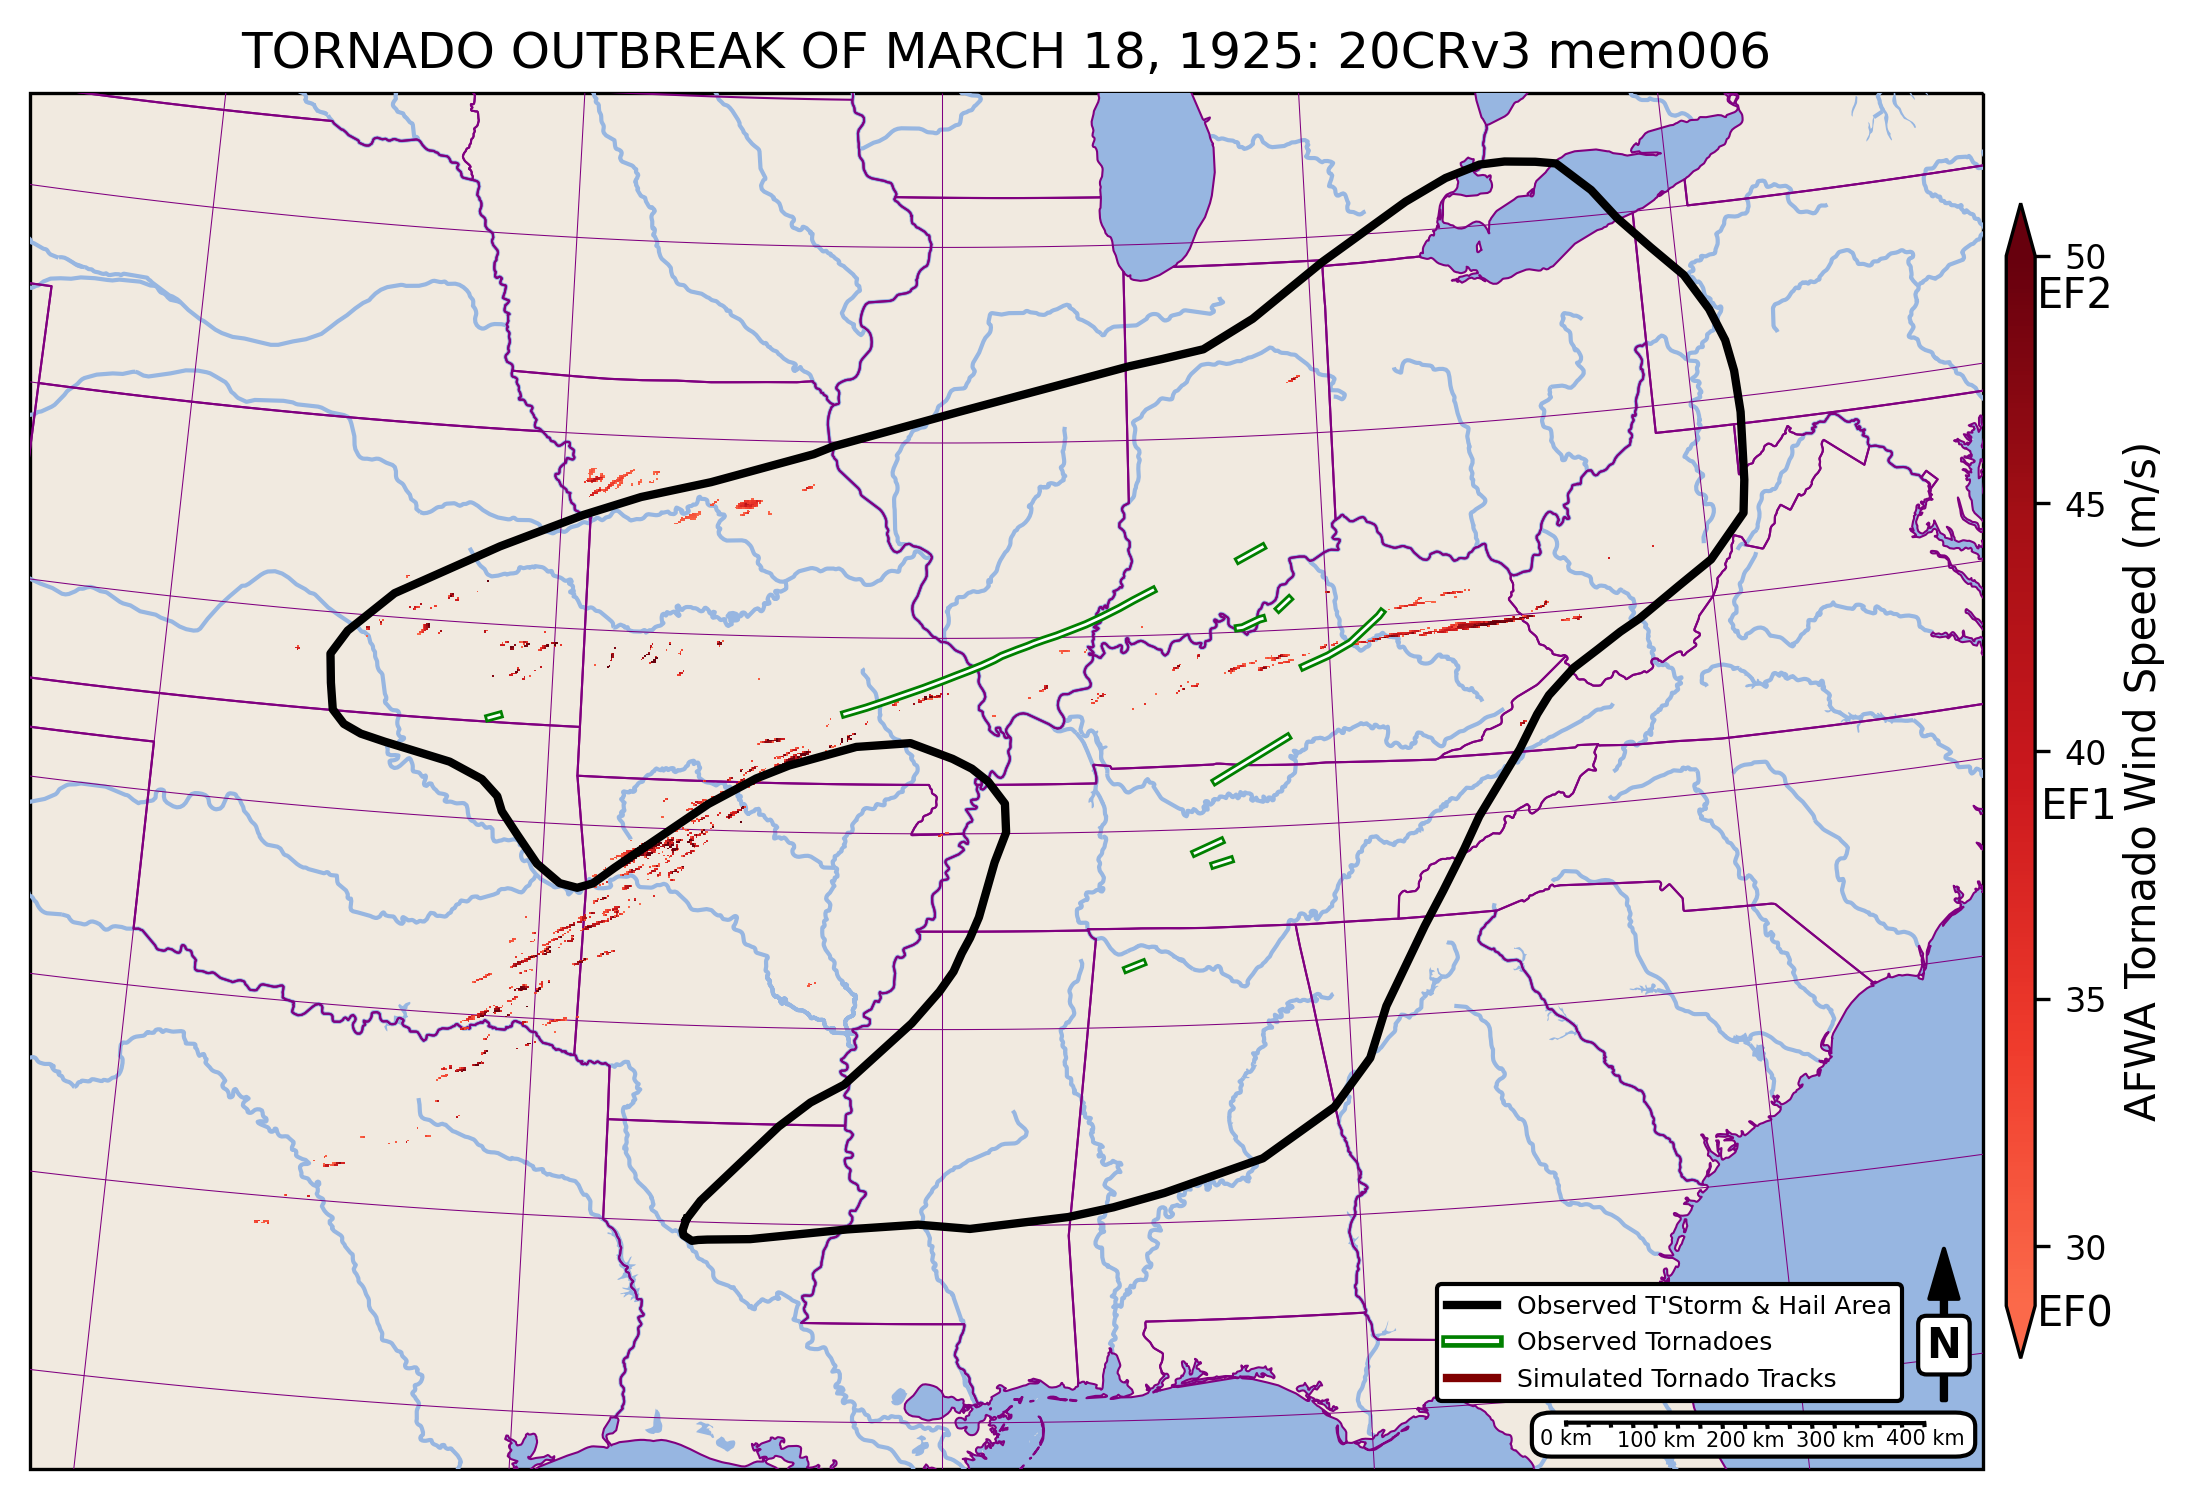 TORNADO OUTBREAK OF MARCH 18, 1925: 20CRv3 mem006
50
EF2
45
40
EF1
35
30
EF0
AFWA Tornado Wind Speed (m/s)
Observed T'Storm & Hail Area
Observed Tornadoes
Simulated Tornado Tracks
N
0 km 100 km 200 km 300 km 400 km